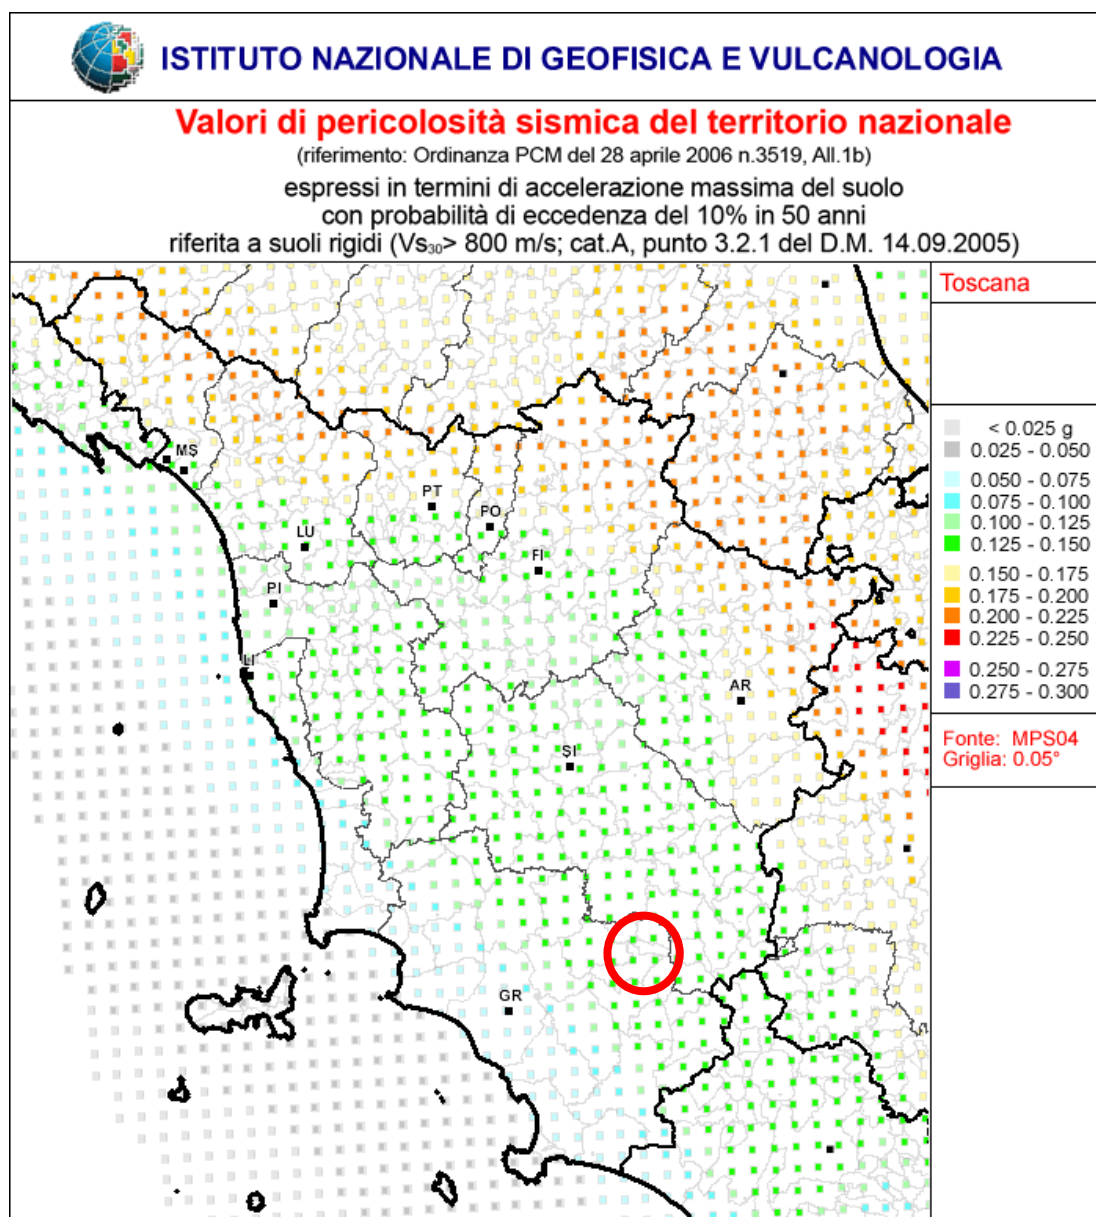 ISTITUTO NAZIONALE DI GEOFISICA E VULCANOLOGIA
Valori di pericolosità sismica del territorio nazionale
(riferimento: Ordinanza PCM del 28 aprile 2006 n.3519, All.1b)
espressi in termini di accelerazione massima del suolo
con probabilità di eccedenza del 10% in 50 anni
riferita a suoli rigidi (Vs30> 800 m/s; cat.A, punto 3.2.1 del D.M. 14.09.2005)
Toscana
< 0.025 g
0.025 - 0.050
0.050 - 0.075
0.075 - 0.100
0.100 - 0.125
0.125 - 0.150
0.150 - 0.175
0.175 - 0.200
0.200 - 0.225
0.225 - 0.250
0.250 - 0.275
0.275 - 0.300
Fonte: MPS04
Griglia: 0.05°
MS
PT
PO
LU
FI
PI
LI
AR
SI
GR